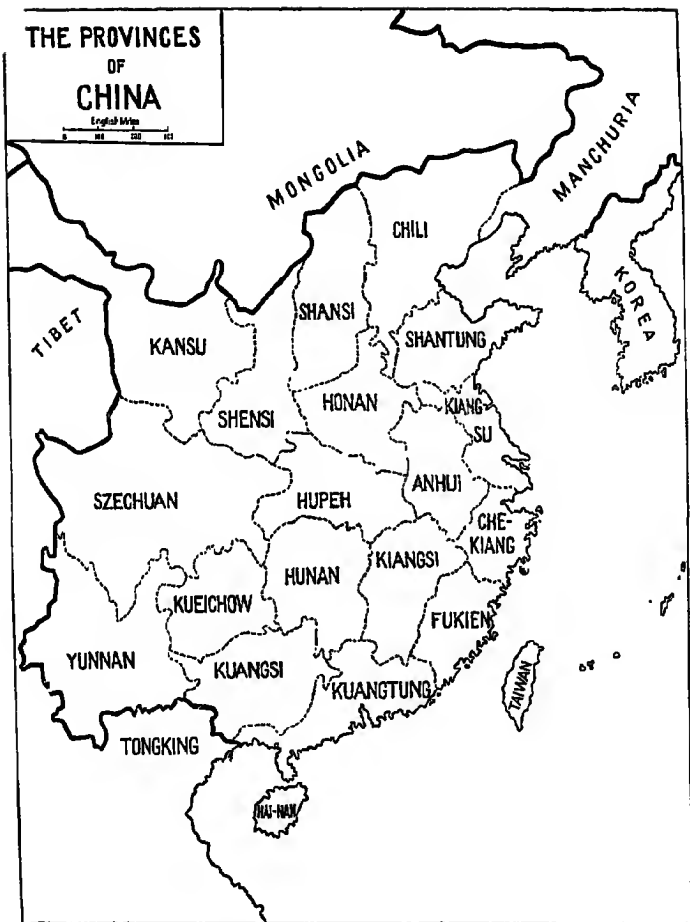 THE PROVINCES
OF
CHINA
English Miles
MONGOLIA
MANCHURIA
CHILI
KOREA
TIBET
SHANSI
KANSU
SHANTUNG
HONAN
KIANG-
SU
SHENSI
ANHUI
SZECHUAN
HUPEH
CHE-
KIANG
KIANGSI
HUNAN
KUEICHOW
FUKIEN
YUNNAN
KUANGSI
KUANGTUNG
TAIWAN
TONGKING
HAI-NAN